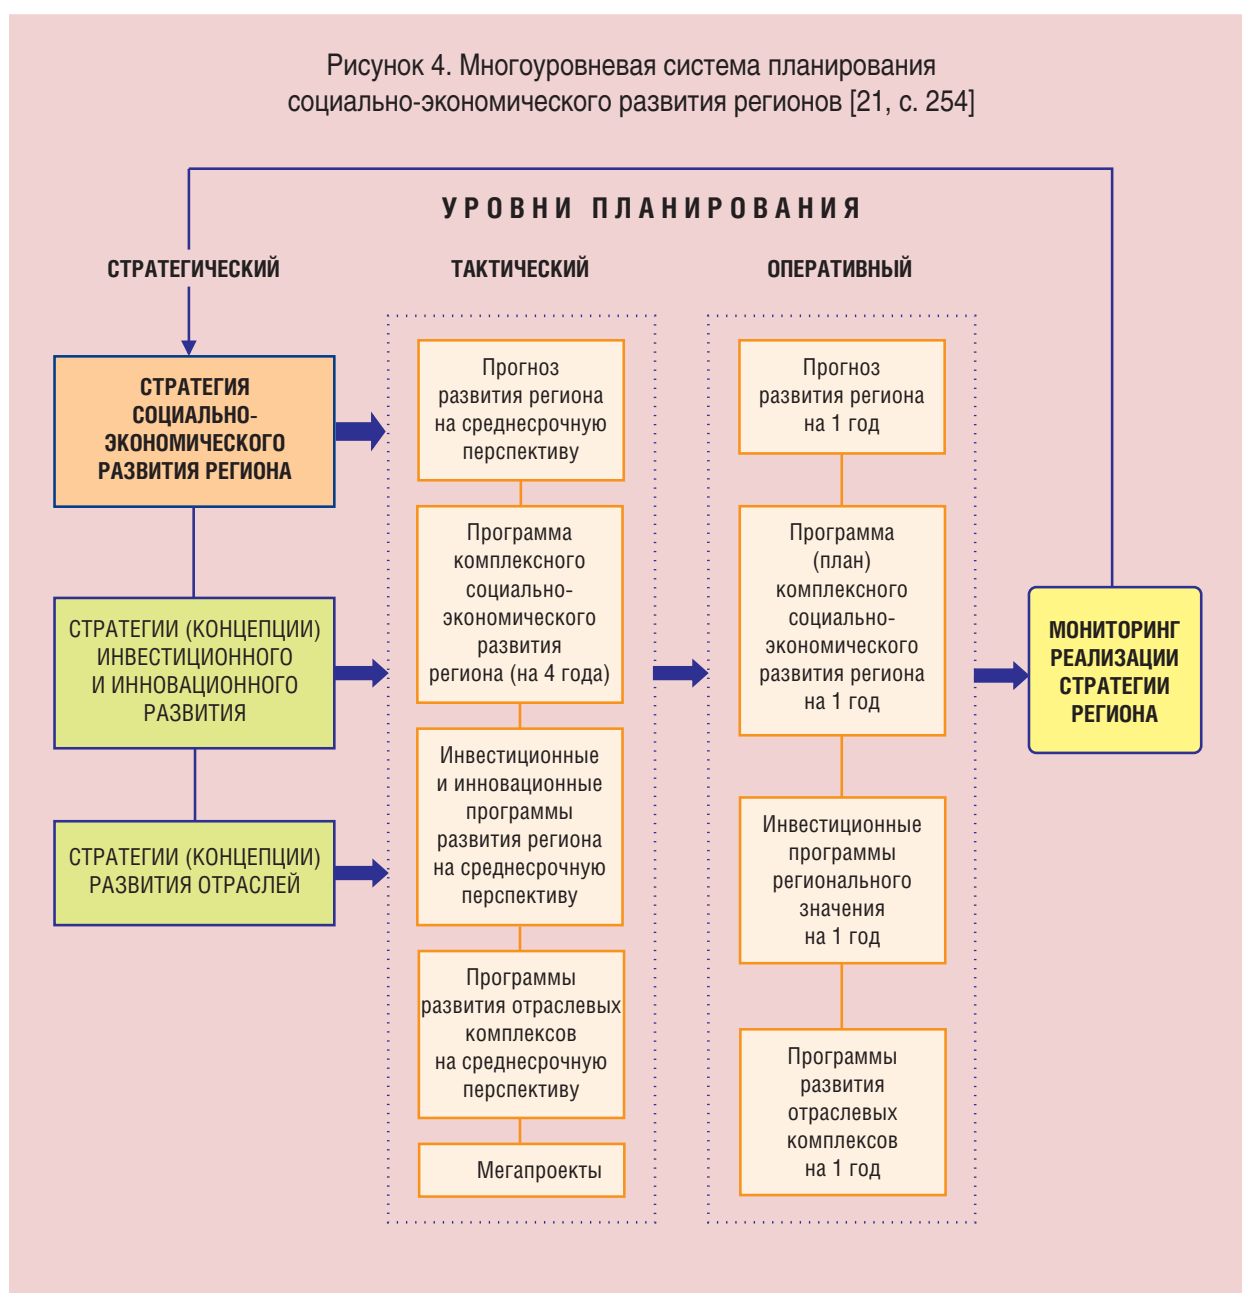 Рисунок 4. Многоуровневая система планирования
социально-экономического развития регионов [21, с. 254]
УРОВНИ ПЛАНИРОВАНИЯ
СТРАТЕГИЧЕСКИЙ
ТАКТИЧЕСКИЙ
ОПЕРАТИВНЫЙ
СТРАТЕГИЯ
СОЦИАЛЬНО-
ЭКОНОМИЧЕСКОГО
РАЗВИТИЯ РЕГИОНА
СТРАТЕГИИ (КОНЦЕПЦИИ)
ИНВЕСТИЦИОННОГО
И ИННОВАЦИОННОГО
РАЗВИТИЯ
СТРАТЕГИИ (КОНЦЕПЦИИ)
РАЗВИТИЯ ОТРАСЛЕЙ
Прогноз
развития региона
на среднесрочную
перспективу
Программа
комплексного
социально-
экономического
развития
региона (на 4 года)
Инвестиционные
и инновационные
программы
развития региона
на среднесрочную
перспективу
Программы
развития отраслевых
комплексов
на среднесрочную
перспективу
Мегапроекты
Прогноз
развития региона
на 1 год
Программа
(план)
комплексного
социально-
экономического
развития региона
на 1 год
Инвестиционные
программы
регионального
значения
на 1 год
Программы
развития
отраслевых
комплексов
на 1 год
МОНИТОРИНГ
РЕАЛИЗАЦИИ
СТРАТЕГИИ
РЕГИОНА